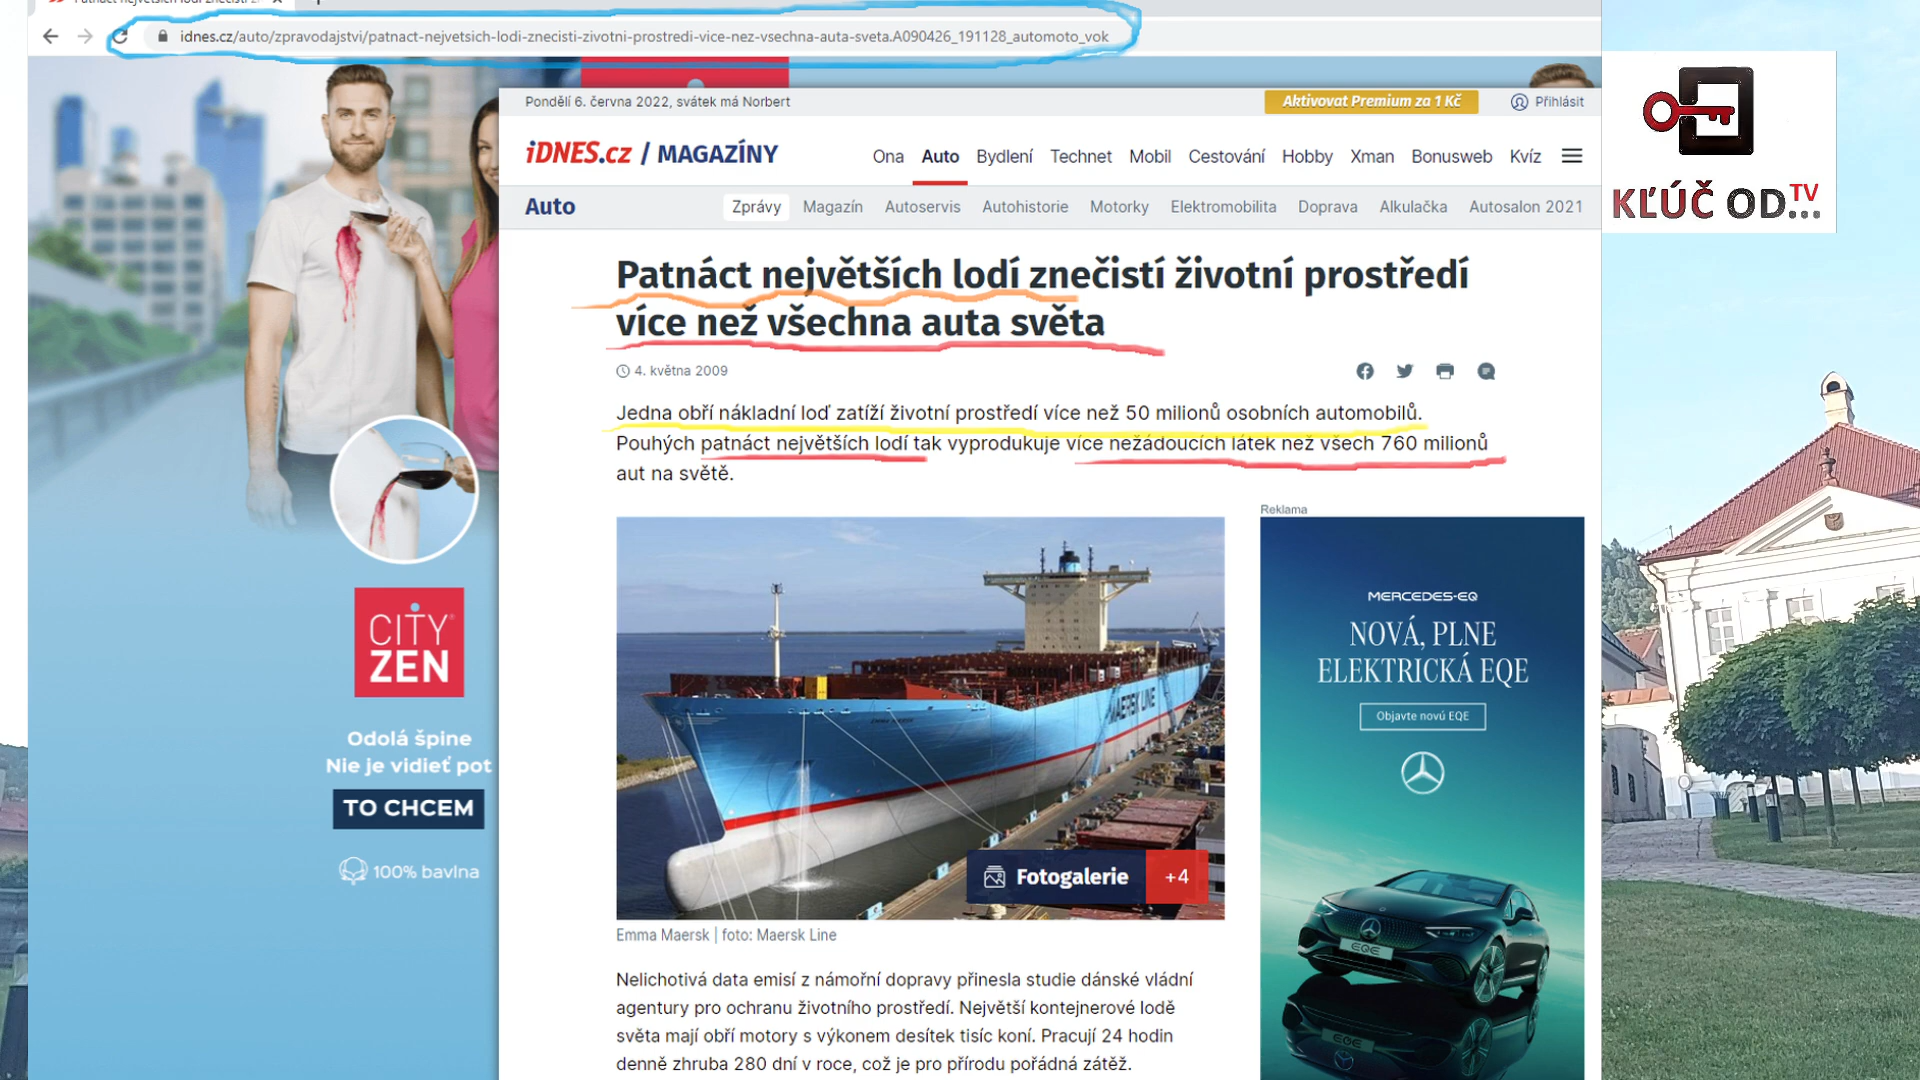 idnes.cz/auto/zpravodajstvi/patnact-nejvetsich-lodi-znecisti-zivotni-prostredi-vice-nez-vsechna-auta-sveta.A090426_191128_automoto_vok
Pondělí 6. června 2022, svátek má Norbert
Aktivovat Premium za 1 Kč
Přihlásit
iDNES.cz / MAGAZÍNY
Ona Auto Bydlení Technet Mobil Cestování Hobby Xman Bonusweb Kvíz
Auto
Zprávy Magazín Autoservis Autohistorie Motorky Elektromobilita Doprava Alkulačka Autosalon 2021
KĽÚČ OD...TV
Patnáct největších lodí znečistí životní prostředí
více než všechna auta světa
4. května 2009
Jedna obří nákladní loď zatíží životní prostředí více než 50 milionů osobních automobilů.
Pouhých patnáct největších lodí tak vyprodukuje více nežádoucích látek než všech 760 milionů
aut na světě.
Reklama
MAERSK LINE
Fotogalerie +4
Emma Maersk | foto: Maersk Line
Nelichotivá data emisí z námořní dopravy přinesla studie dánské vládní
agentury pro ochranu životního prostředí. Největší kontejnerové lodě
světa mají obří motory s výkonem desítek tisíc koní. Pracují 24 hodin
denně zhruba 280 dní v roce, což je pro přírodu pořádná zátěž.
MERCEDES-EQ
NOVÁ, PLNE
ELEKTRICKÁ EQE
Objavte novú EQE
EQE
CITY
ZEN
Odolá špine
Nie je vidieť pot
TO CHCEM
100% bavlna